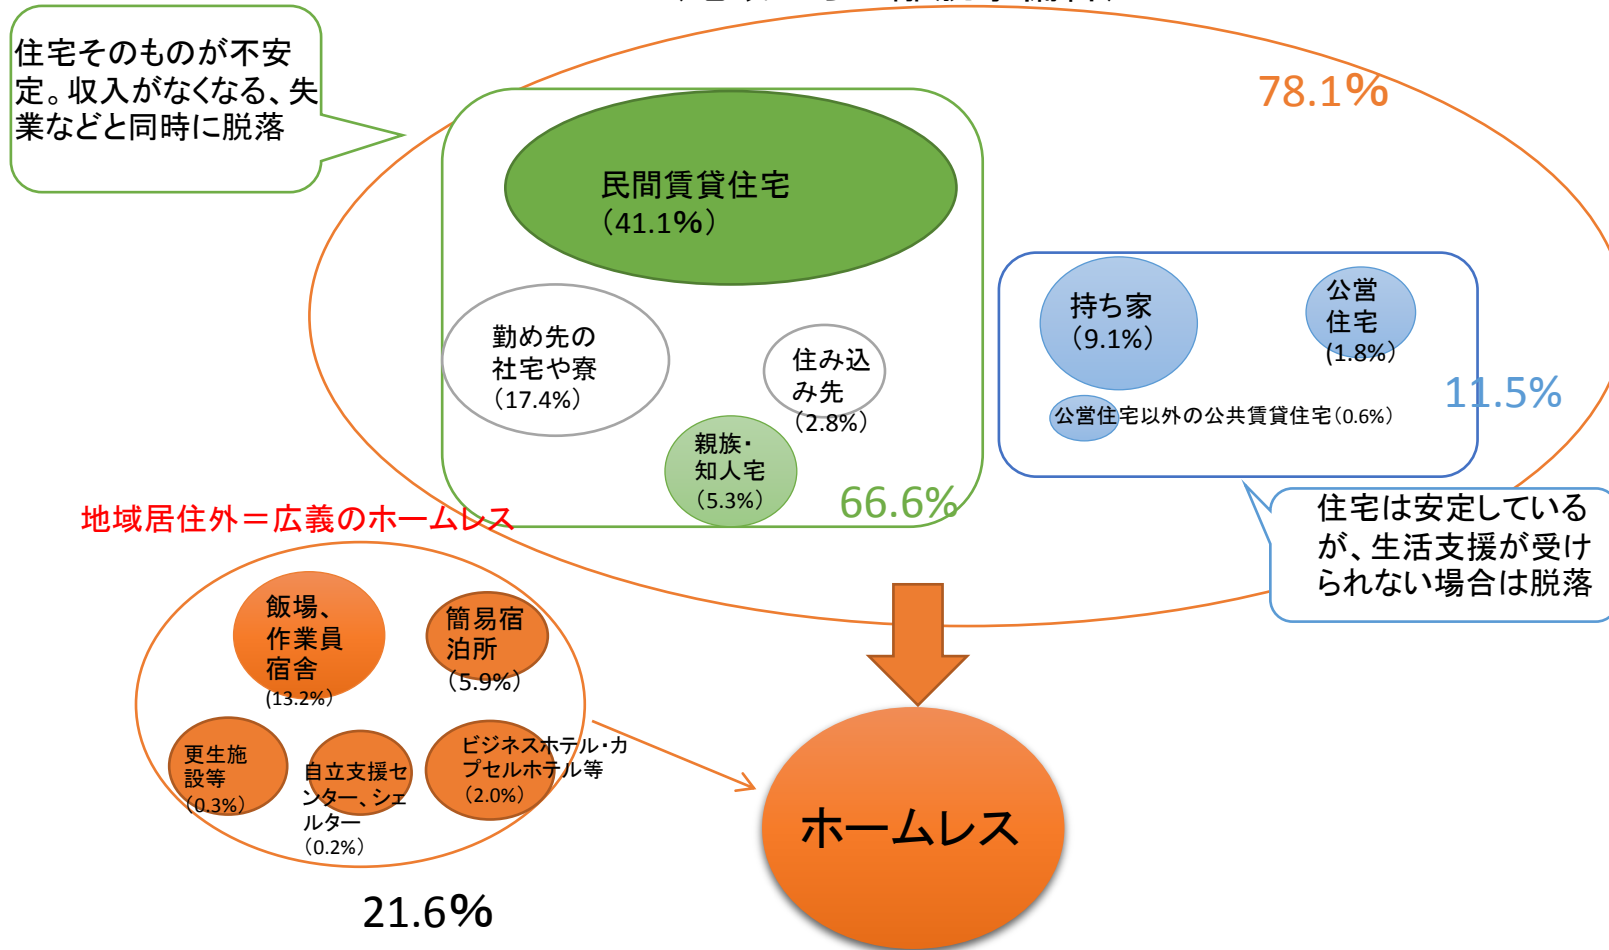 住宅そのものが不安
定。収入がなくなる、失
業などと同時に脱落
78.1%
民間賃貸住宅
（41.1%）
勤め先の
社宅や寮
（17.4%）
住み込
み先
（2.8%）
親族・
知人宅
（5.3%）
66.6%
持ち家
（9.1%）
公営
住宅
(1.8%)
公営住宅以外の公共賃貸住宅（0.6%）
11.5%
住宅は安定している
が、生活支援が受け
られない場合は脱落
地域居住外＝広義のホームレス
飯場、
作業員
宿舎
(13.2%)
簡易宿
泊所
（5.9%）
更生施
設等
（0.3%）
自立支援セ
ンター、シェ
ルター
（0.2%）
ビジネスホテル・カ
プセルホテル等
（2.0%）
21.6%
ホームレス